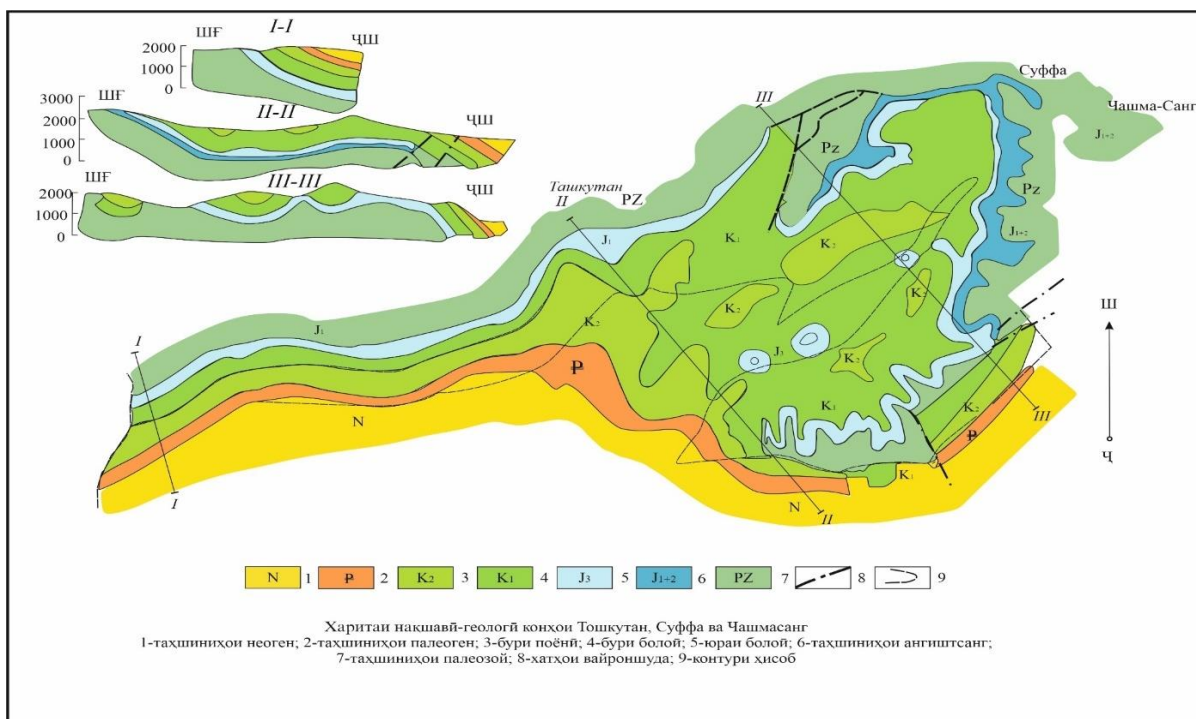 I-I
ШҒ
ҶШ
2000
1000
0
II-II
ШҒ
ҶШ
3000
2000
1000
0
III-III
ШҒ
ҶШ
2000
1000
0
Суффа
Чашма-Санг
J1+2
III
PZ
PZ
Ташкутан
II
PZ
J1
K1
K2
J1+2
K2
K2
K2
J3
K2
J1
I
P
K1
K2
P
III
N
K1
N
II
I
Ш
Ҷ
N 1 P 2 K2 3 K1 4 J3 5 J1+2 6 PZ 7 8 9
Харитаи нақшавӣ-геологӣ конҳои Тошкутан, Суффа ва Чашмасанг
1-таҳшиниҳои неоген; 2-таҳшиниҳои палеоген; 3-бури поёнӣ; 4-бури болоӣ; 5-юраи болоӣ; 6-таҳшиниҳои ангиштсанг;
7-таҳшиниҳои палеозой; 8-хатҳои вайроншуда; 9-контури ҳисоб